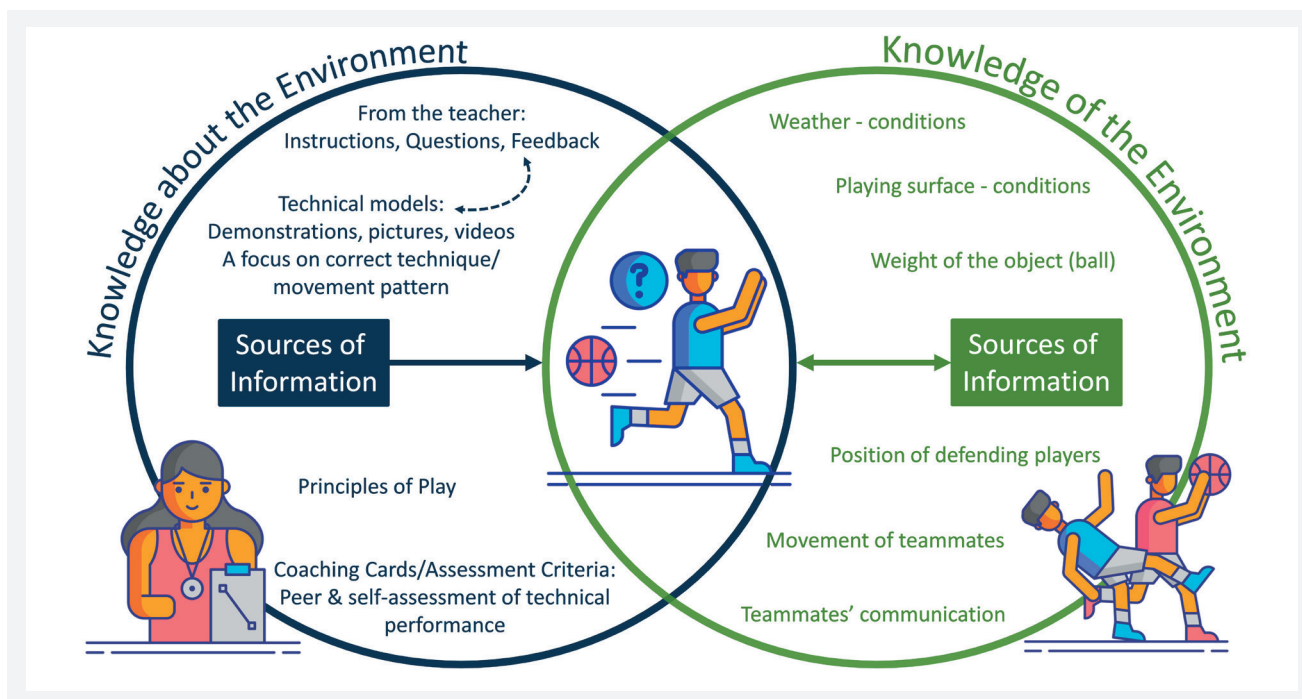 Knowledge about the Environment
From the teacher:
Instructions, Questions, Feedback
Technical models:
Demonstrations, pictures, videos
A focus on correct technique/
movement pattern
Sources of
Information
Principles of Play
Coaching Cards/Assessment Criteria:
Peer & self-assessment of technical
performance
?
Knowledge of the Environment
Weather - conditions
Playing surface - conditions
Weight of the object (ball)
Sources of
Information
Position of defending players
Movement of teammates
Teammates’ communication